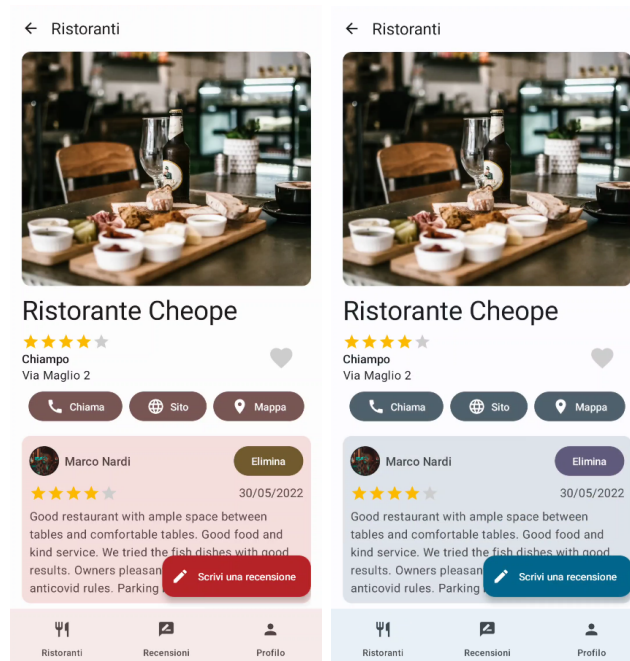 Ristoranti
Ristorante Cheope
Chiampo
Via Maglio 2
Chiama
Sito
Mappa
Marco Nardi
Elimina
30/05/2022
Good restaurant with ample space between
tables and comfortable tables. Good food and
kind service. We tried the fish dishes with good
results. Owners pleasan
anticovid rules. Parking
Scrivi una recensione
Ristoranti
Recensioni
Profilo
Ristoranti
Ristorante Cheope
Chiampo
Via Maglio 2
Chiama
Sito
Mappa
Marco Nardi
Elimina
30/05/2022
Good restaurant with ample space between
tables and comfortable tables. Good food and
kind service. We tried the fish dishes with good
results. Owners pleasan
anticovid rules. Parking
Scrivi una recensione
Ristoranti
Recensioni
Profilo